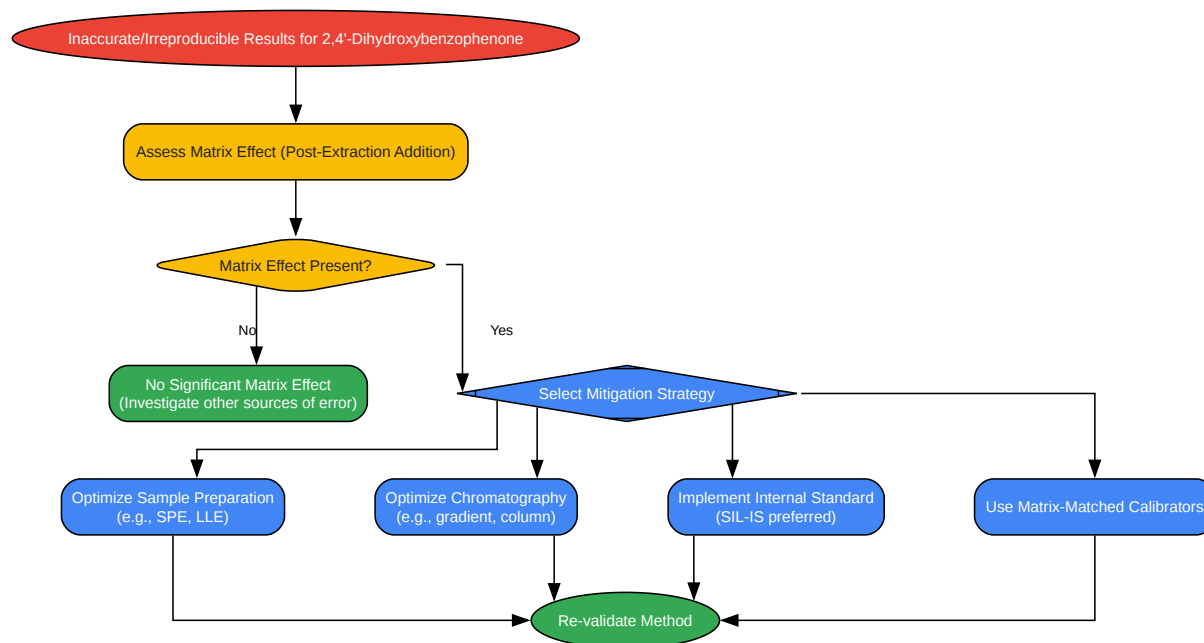 Inaccurate/Irreproducible Results for 2,4'-Dihydroxybenzophenone
Assess Matrix Effect (Post-Extraction Addition)
Matrix Effect Present?
No
Yes
No Significant Matrix Effect
(Investigate other sources of error)
Select Mitigation Strategy
Optimize Sample Preparation
(e.g., SPE, LLE)
Optimize Chromatography
(e.g., gradient, column)
Implement Internal Standard
(SIL-IS preferred)
Use Matrix-Matched Calibrators
Re-validate Method